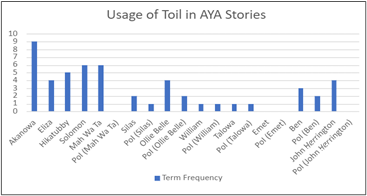 Usage of Toil in AYA Stories
10
9
8
7
6
5
4
3
2
1
0
Akanowa
Eliza
Hikatubby
Solomon
Mah Wa Ta
Pol (Mah Wa Ta)
Silas
Pol (Silas)
Ollie Belle
Pol (Ollie Belle)
William
Pol (William)
Talowa
Pol (Talowa)
Emet
Pol (Emet)
Ben
Pol (Ben)
John Herrington
Pol (John Herrington)
Term Frequency